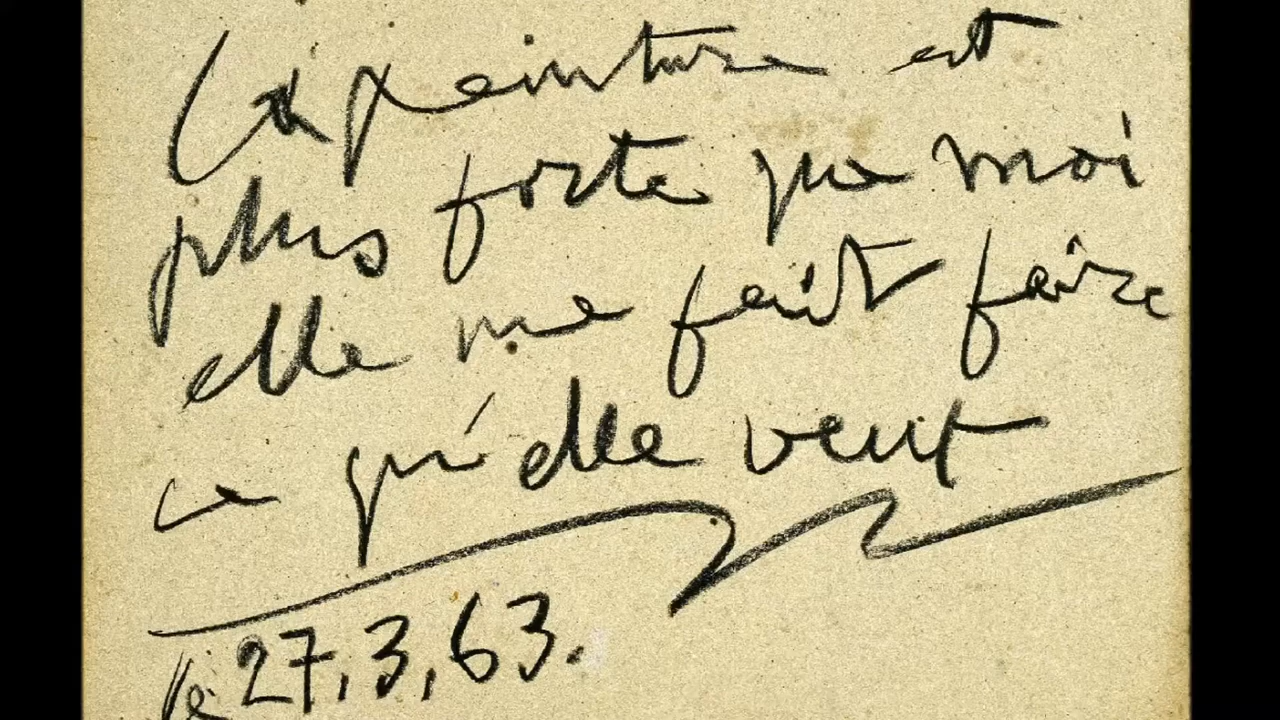 La peinture est
plus forte que moi
elle me fait faire
ce qu'elle veut
le 27.3.63.